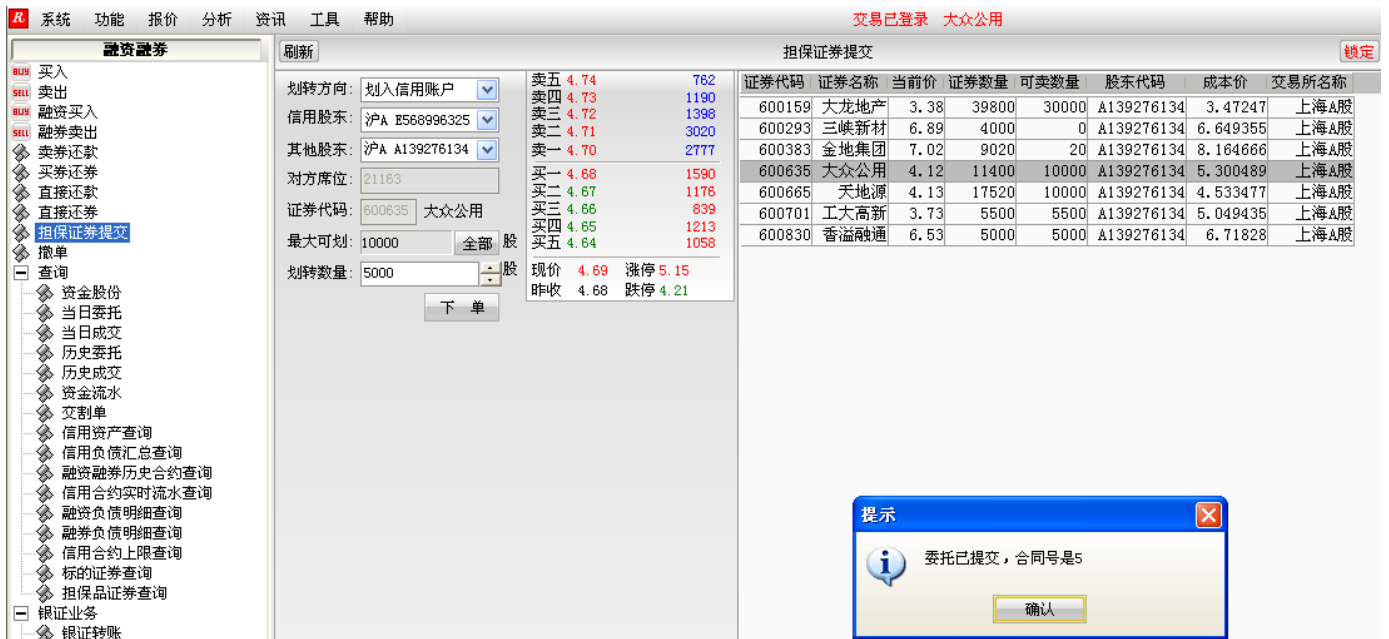 R 系统 功能 报价 分析 资讯 工具 帮助 交易已登录 大众公用
融资融券
BUY 买入
SELL 卖出
BUY 融资买入
SELL 融券卖出
卖券还款
买券还券
直接还款
直接还券
担保证券提交
撤单
查询
资金股份
当日委托
当日成交
历史委托
历史成交
资金流水
交割单
信用资产查询
信用负债汇总查询
融资融券历史合约查询
信用合约实时流水查询
融资负债明细查询
融券负债明细查询
信用合约上限查询
标的证券查询
担保品证券查询
银证业务
银证转账
刷新 担保证券提交 锁定
划转方向: 划入信用账户
信用股东: 沪A E568996325
其他股东: 沪A A139276134
对方席位: 21163
证券代码: 600635 大众公用
最大可划: 10000 全部 股
划转数量: 5000 股
下 单
卖五 4.74 762
卖四 4.73 1190
卖三 4.72 1398
卖二 4.71 3020
卖一 4.70 2777
买一 4.68 1590
买二 4.67 1176
买三 4.66 839
买四 4.65 1213
买五 4.64 1058
现价 4.69 涨停 5.15
昨收 4.68 跌停 4.21
证券代码 证券名称 当前价 证券数量 可卖数量 股东代码 成本价 交易所名称
600159 大龙地产 3.38 39800 30000 A139276134 3.47247 上海A股
600293 三峡新材 6.89 4000 0 A139276134 6.649355 上海A股
600383 金地集团 7.02 9020 20 A139276134 8.164666 上海A股
600635 大众公用 4.12 11400 10000 A139276134 5.300489 上海A股
600665 天地源 4.13 17520 10000 A139276134 4.533477 上海A股
600701 工大高新 3.73 5500 5500 A139276134 5.049435 上海A股
600830 香溢融通 6.53 5000 5000 A139276134 6.71828 上海A股
提示
委托已提交，合同号是5
确认